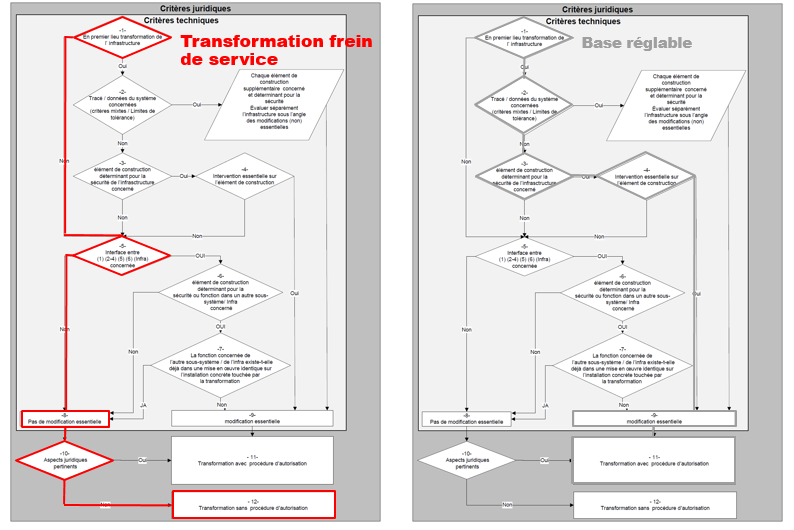 Critères juridiques
Critères techniques
Transformation frein
de service
-1-
En premier lieu transformation de
l' infrastructure
Oui
-2-
Tracé / données du système
concernées
(critères mixtes / Limites de
tolérance)
Oui
Chaque élément de
construction
supplémentaire concerné
et déterminant pour la
sécurité
Evaluer séparément
l'infrastructure sous l'angle
des modifications (non)
essentielles
Non
Non
-3-
élément de construction
déterminant pour la
sécurité de l'infrasctructure
concerné
Oui
-4-
Intervention essentielle sur
l'élément de construction
Non
Non
-5-
Interface entre
(1) (2-4) (5) (6) (Infra)
concernée
OUI
-6-
élément de construction
déterminant pour la
sécurité ou fonction dans un autre sous-
système/ Infra
concerné
Oui
OUI
Non
Non
-7-
La fonction concernée de
l'autre sous-système / de l'infra existe-t-elle
déjà dans une mise en œuvre identique sur
l'installation concrète touchée par
la transformation
JA
Non
-8-
Pas de modification essentielle
-9-
modification essentielle
-10-
Aspects juridiques
pertinents
Oui
- 11-
Transformation avec procédure d'autorisation
Non
- 12-
Transformation sans procédure d'autorisation
Critères juridiques
Critères techniques
Base réglable
-1-
En premier lieu transformation de
l' infrastructure
Oui
-2-
Tracé / données du système
concernées
(critères mixtes / Limites de
tolérance)
Oui
Chaque élément de
construction
supplémentaire concerné
et déterminant pour la
sécurité
Evaluer séparément
l'infrastructure sous l'angle
des modifications (non)
essentielles
Non
Non
-3-
élément de construction
déterminant pour la
sécurité de l'infrasctructure
concerné
Oui
-4-
Intervention essentielle sur
l'élément de construction
Non
Non
-5-
Interface entre
(1) (2-4) (5) (6) (Infra)
concernée
OUI
-6-
élément de construction
déterminant pour la
sécurité ou fonction dans un autre sous-
système/ Infra
concerné
Oui
OUI
Non
Non
-7-
La fonction concernée de
l'autre sous-système / de l'infra existe-t-elle
déjà dans une mise en œuvre identique sur
l'installation concrète touchée par
la transformation
JA
Non
-8-
Pas de modification essentielle
-9-
modification essentielle
-10-
Aspects juridiques
pertinents
Oui
- 11-
Transformation avec procédure d'autorisation
Non
- 12-
Transformation sans procédure d'autorisation